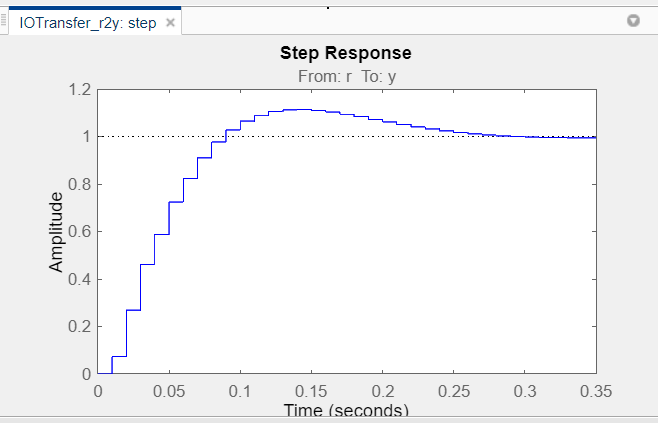 IOTransfer_r2y: step
Step Response
From: r To: y
Amplitude
1.2
1
0.8
0.6
0.4
0.2
0
0 0.05 0.1 0.15 0.2 0.25 0.3 0.35
Time (seconds)